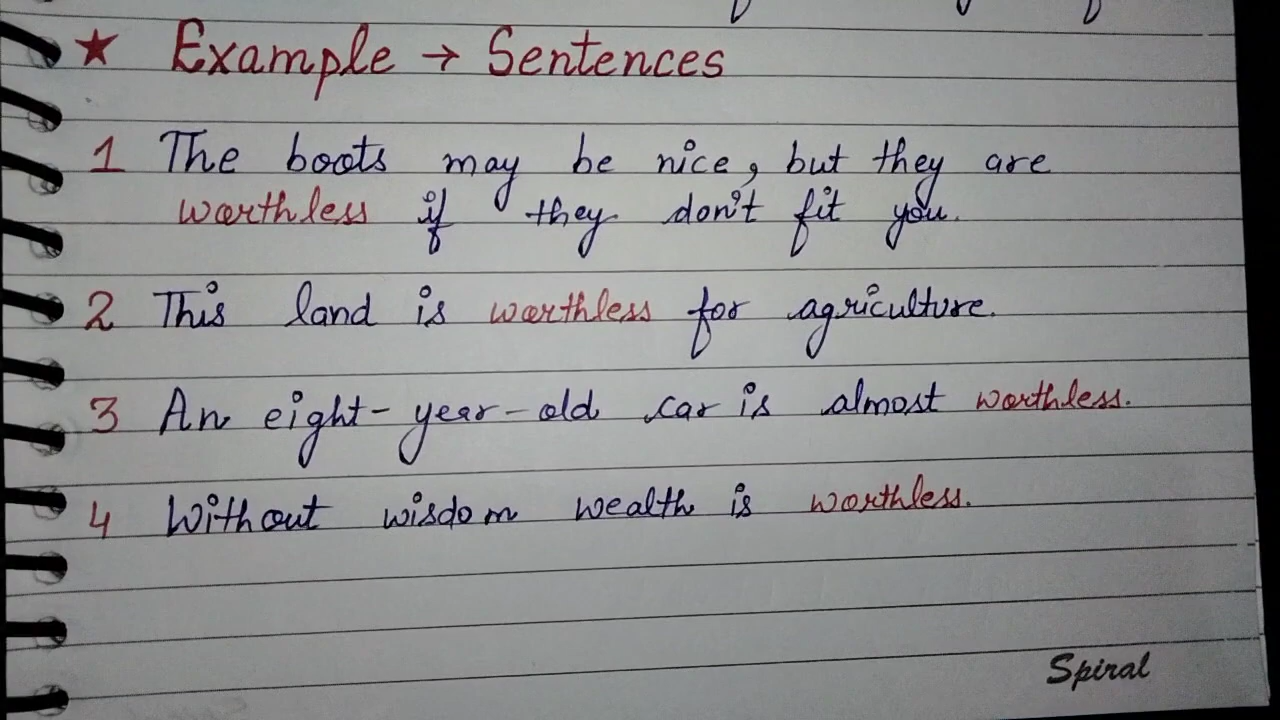 ★ Example → Sentences
1 The boots may be nice, but they are
worthless if they don't fit you.
2 This land is worthless for agriculture.
3 An eight-year-old car is almost worthless.
4 Without wisdom wealth is worthless.
Spiral